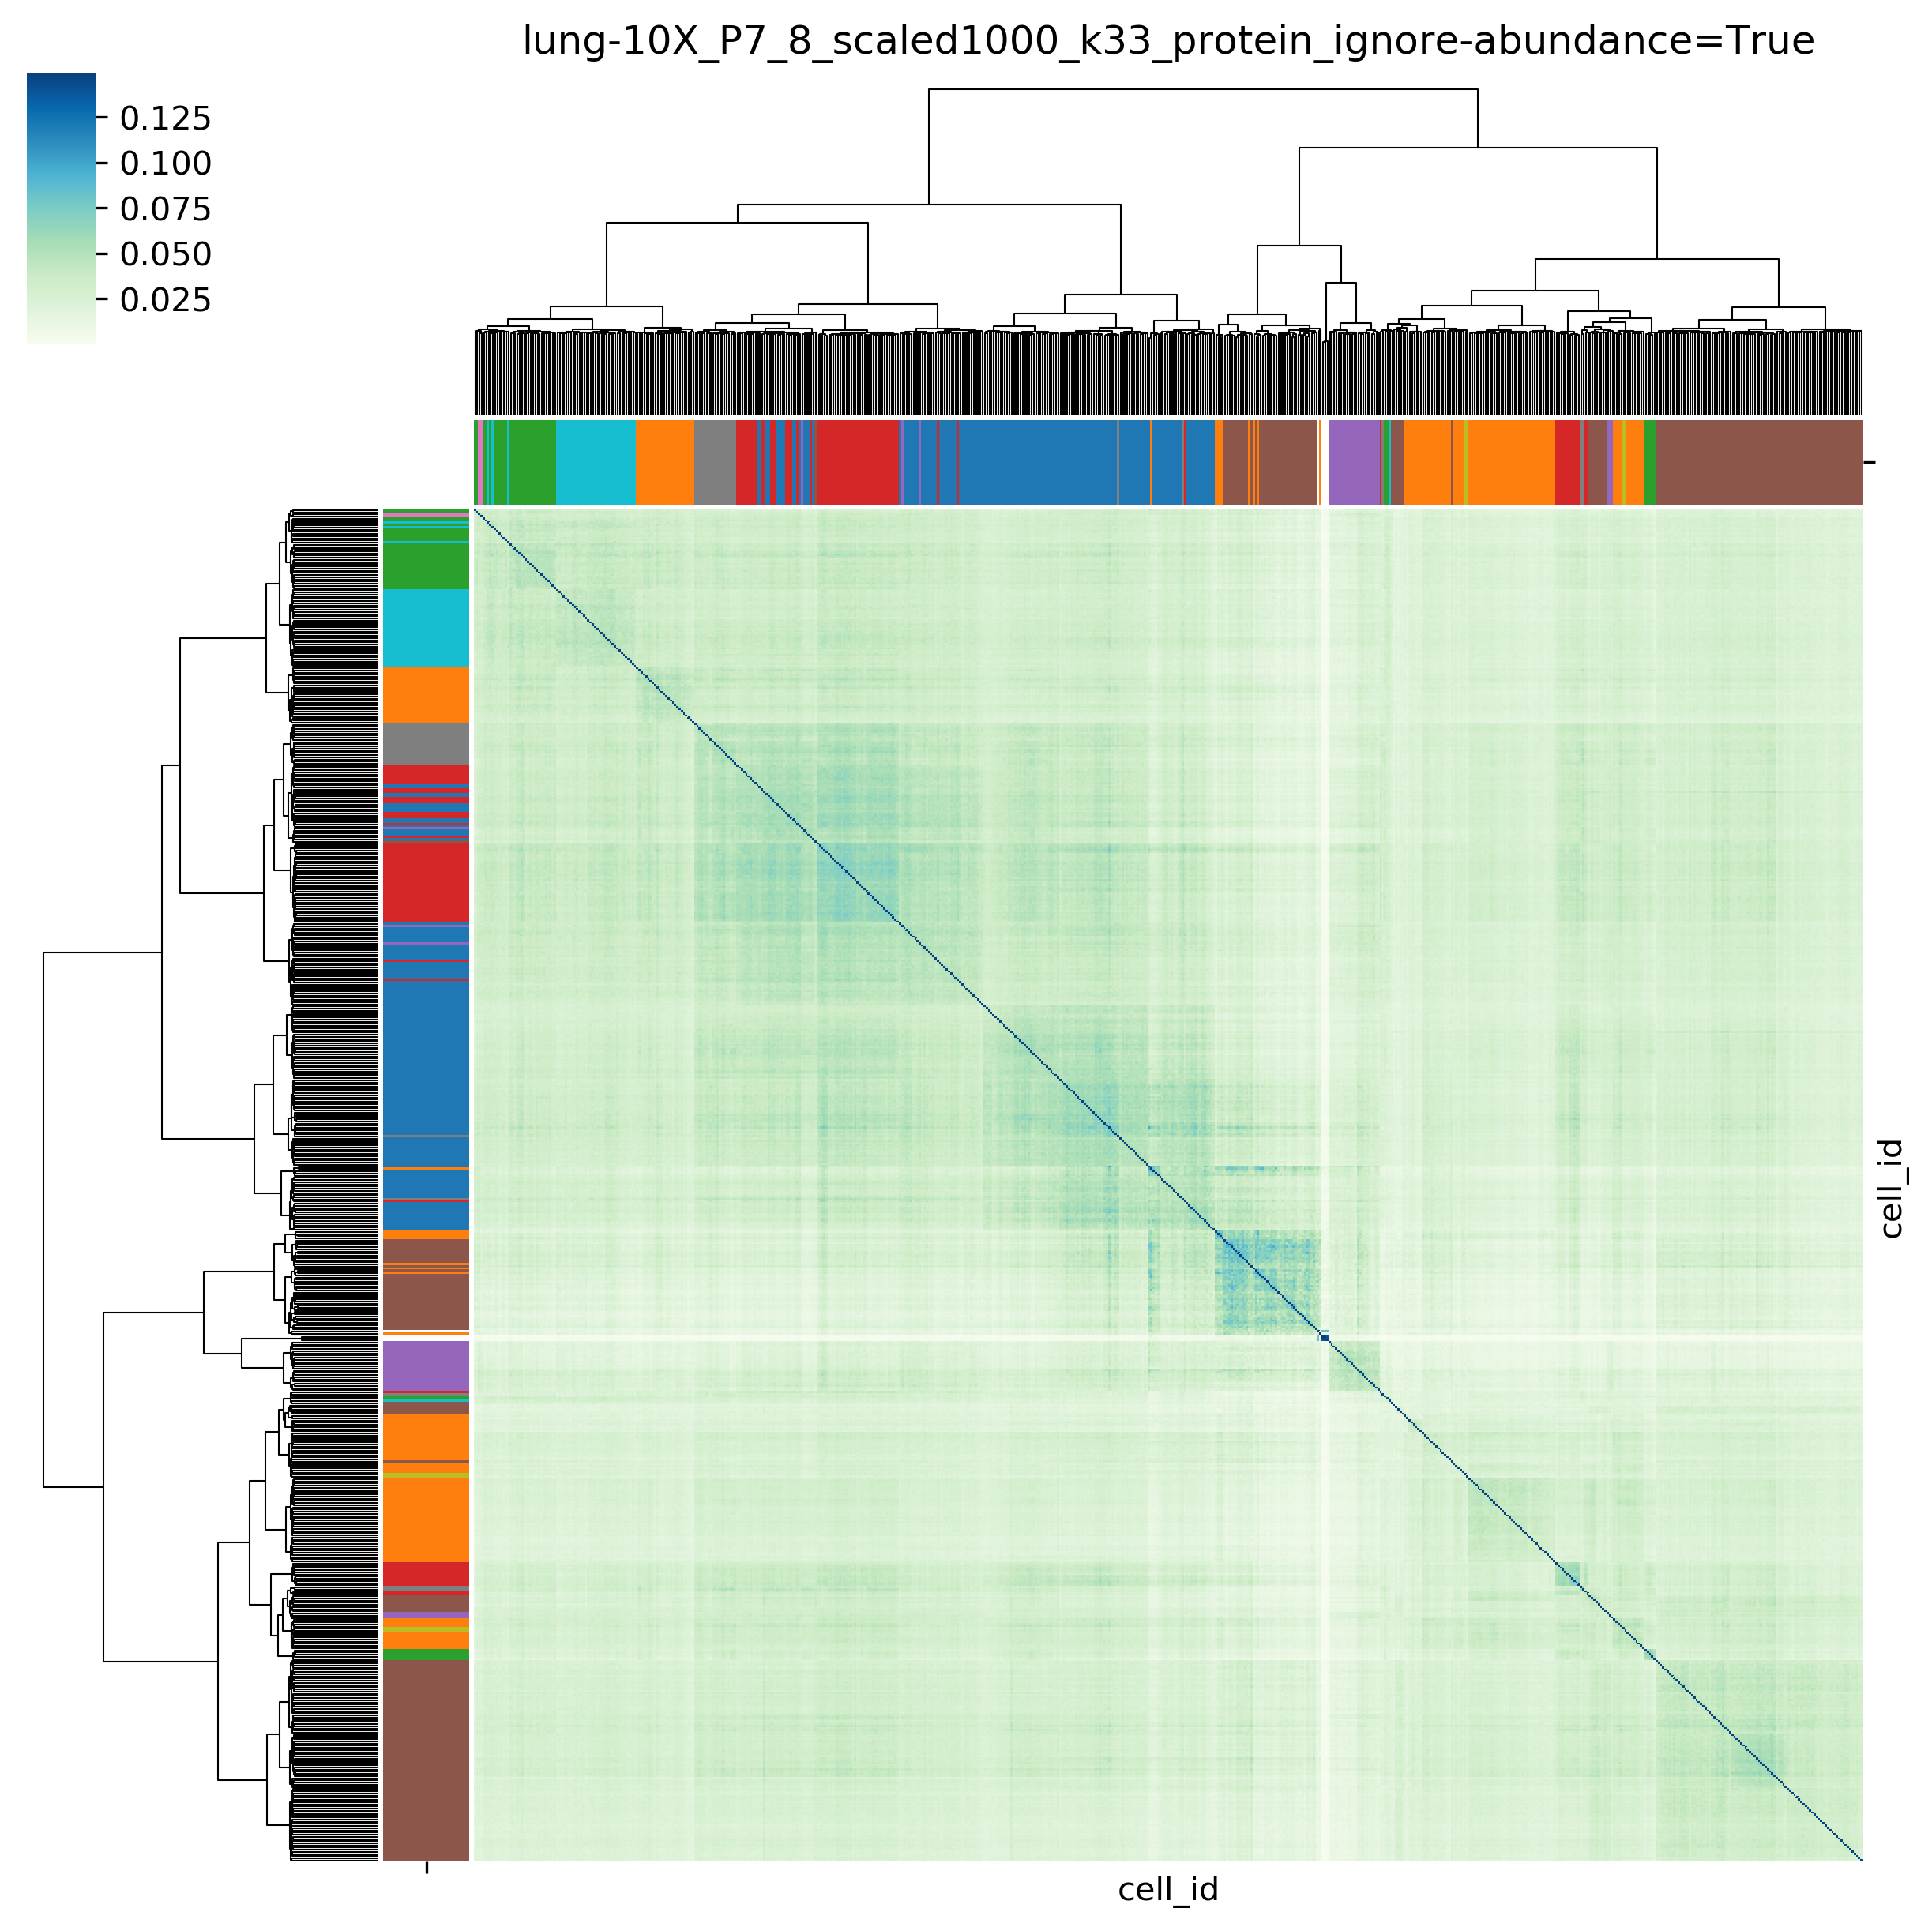 lung-10X_P7_8_scaled1000_k33_protein_ignore-abundance=True
0.125
0.100
0.075
0.050
0.025
cell_id
cell_id